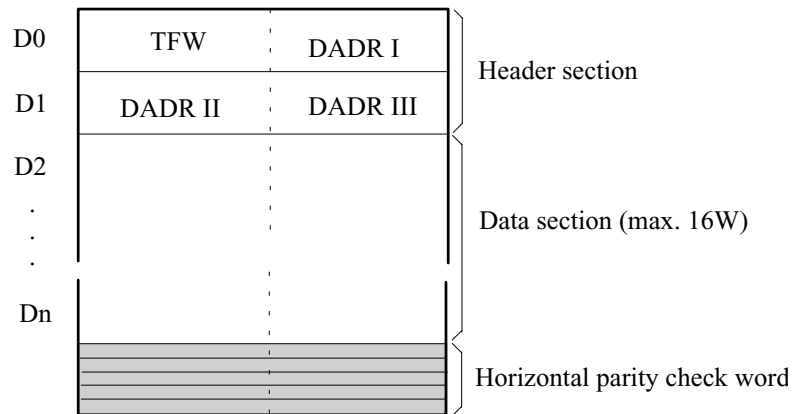 D0 TFW DADR I
Header section
D1 DADR II DADR III
D2
.
.
.
Data section (max. 16W)
Dn
Horizontal parity check word